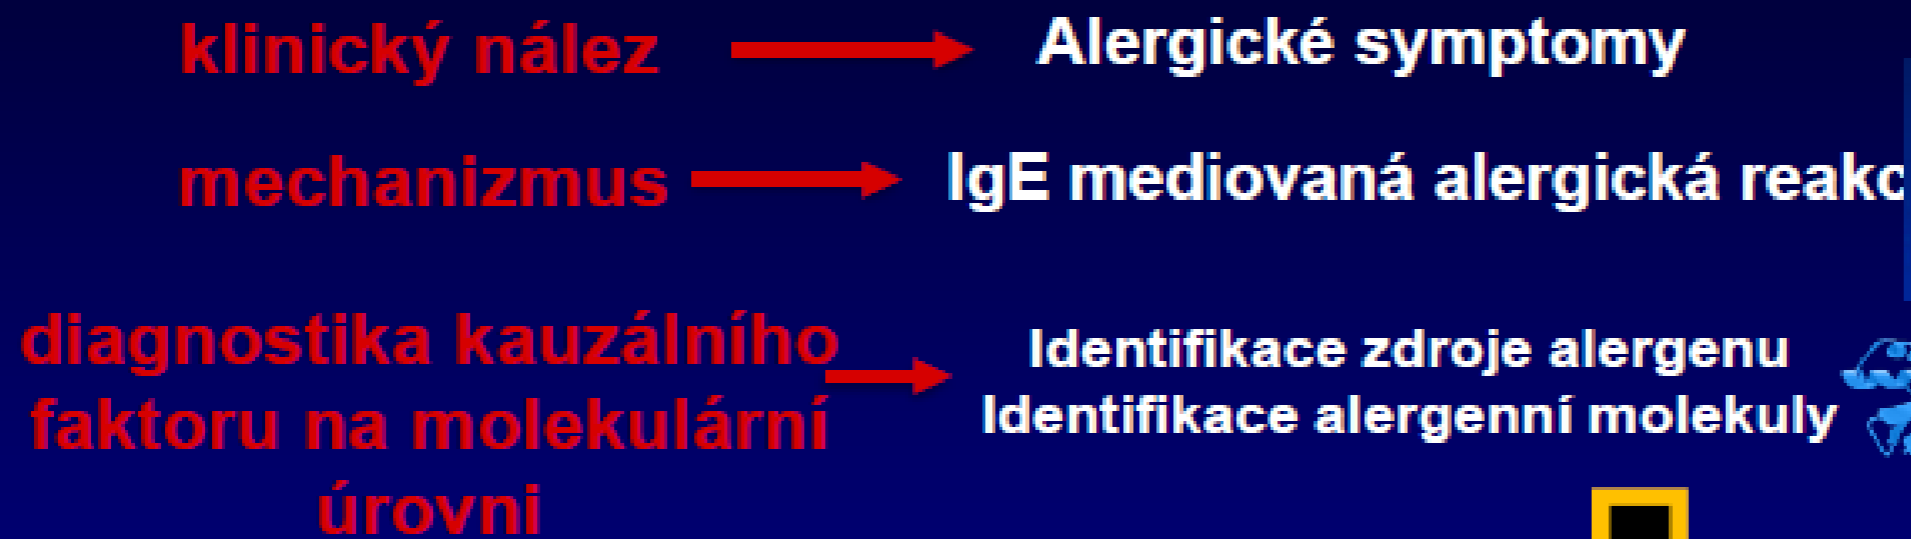 klinický nález
Alergické symptomy
mechanizmus
IgE mediovaná alergická reakc
diagnostika kauzálního
faktoru na molekulární
úrovni
Identifikace zdroje alergenu
Identifikace alergenní molekuly